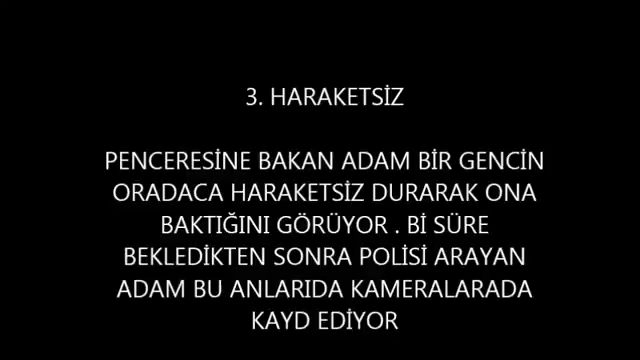 3. HARAKETSİZ
PENCERESİNE BAKAN ADAM BİR GENCİN
ORADACA HARAKETSİZ DURARAK ONA
BAKTIĞINI GÖRÜYOR . Bİ SÜRE
BEKLEDİKTEN SONRA POLİSİ ARAYAN
ADAM BU ANLARIDA KAMERALARADA
KAYD EDİYOR